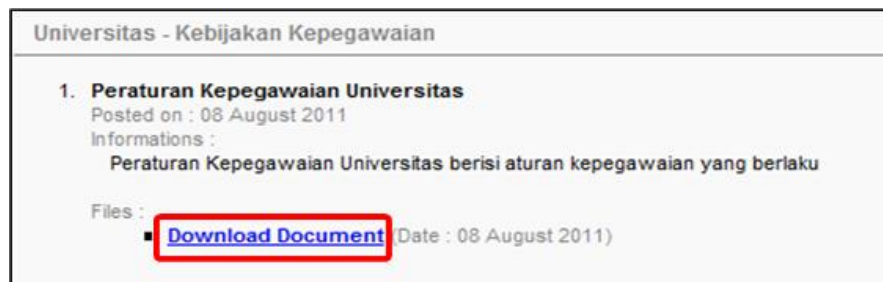 Universitas - Kebijakan Kepegawaian
1. Peraturan Kepegawaian Universitas
Posted on : 08 August 2011
Informations :
Peraturan Kepegawaian Universitas berisi aturan kepegawaian yang berlaku
Files :
▪ Download Document (Date : 08 August 2011)